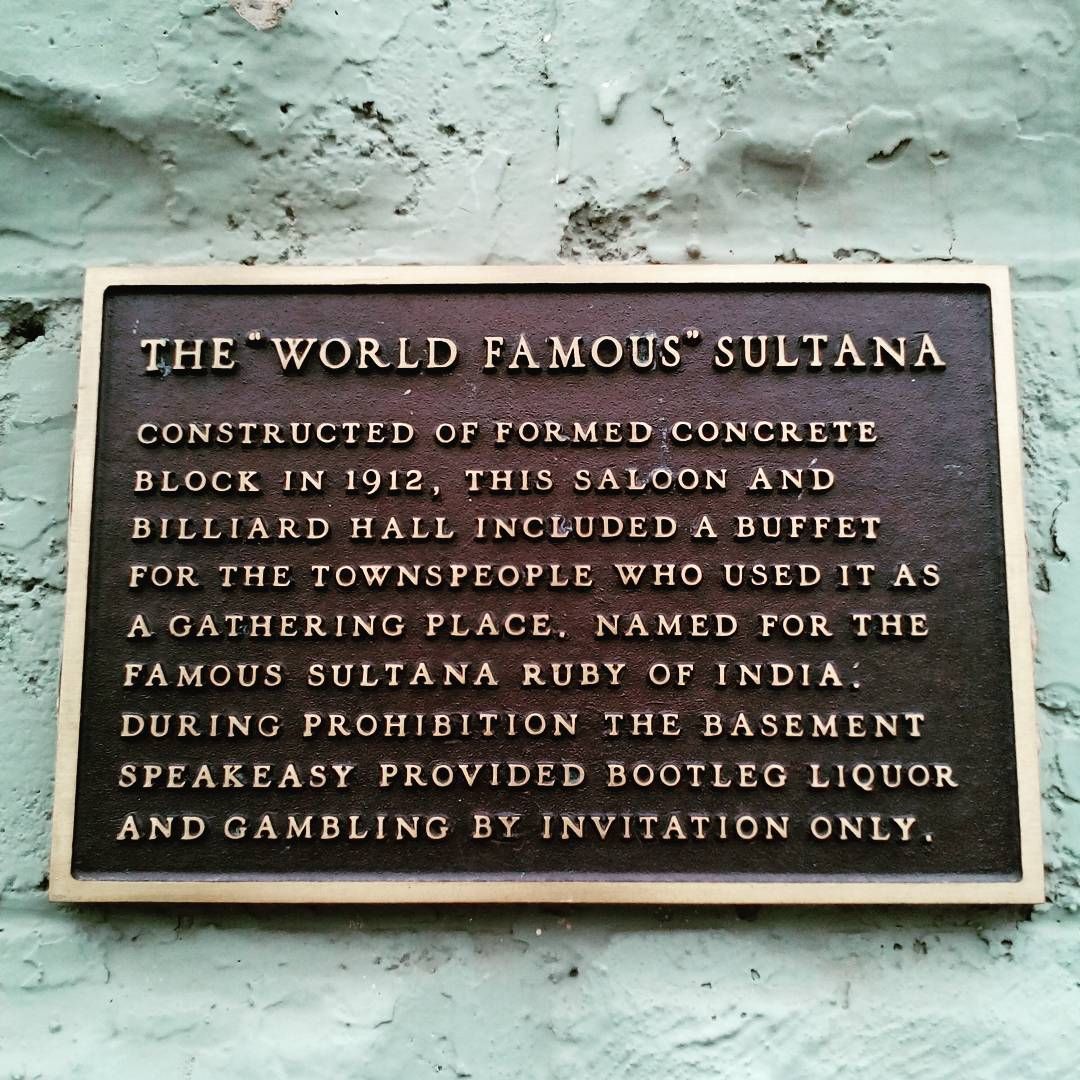 THE "WORLD FAMOUS" SULTANA
CONSTRUCTED OF FORMED CONCRETE
BLOCK IN 1912, THIS SALOON AND
BILLIARD HALL INCLUDED A BUFFET
FOR THE TOWNSPEOPLE WHO USED IT AS
A GATHERING PLACE. NAMED FOR THE
FAMOUS SULTANA RUBY OF INDIA.
DURING PROHIBITION THE BASEMENT
SPEAKEASY PROVIDED BOOTLEG LIQUOR
AND GAMBLING BY INVITATION ONLY.